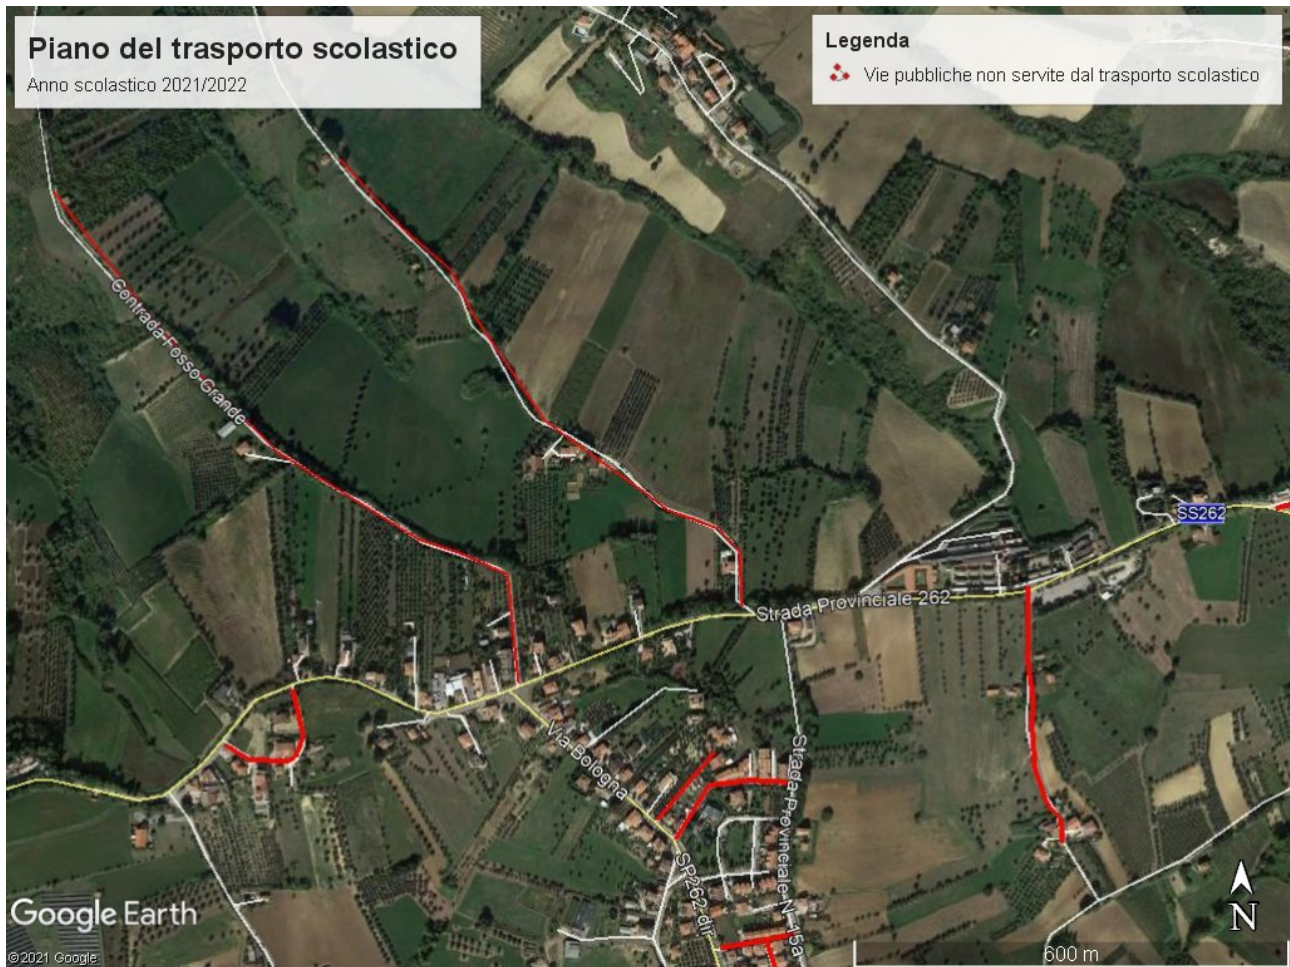 Piano del trasporto scolastico
Anno scolastico 2021/2022
Legenda
Vie pubbliche non servite dal trasporto scolastico
Contrada Fosso Grande
SS262
Strada Provinciale 262
Via Bologna
Strada Provinciale N. 15a
SP262 dir
Google Earth
©2021 Google
N
600 m